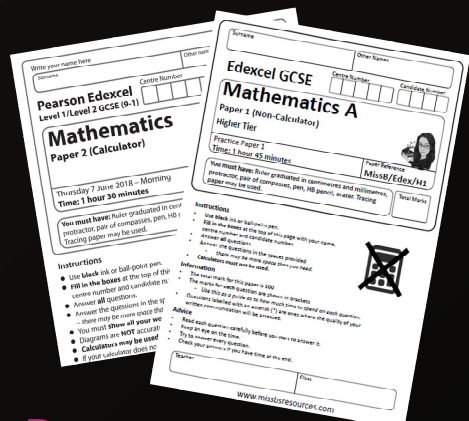 Write your name here
Surname
Other nam
Pearson Edexcel
Level 1/Level 2 GCSE (9-1)
Centre Number
Mathematics
Paper 2 (Calculator)
Thursday 7 June 2018 – Morning
Time: 1 hour 30 minutes
You must have: Ruler graduated in cent
protractor, pair of compasses, pen, HB
Tracing paper may be used.
Instructions
Use black ink or ball-point pen.
Fill in the boxes at the top of this
centre number and candidate nu
Answer all questions.
Answer the questions in the sp
– there may be more space tha
You must show all your wo
Diagrams are NOT accurat
Calculators may be used
If your calculator does no
Surname
Other Names
Edexcel GCSE
Centre Number
Candidate Number
Mathematics A
Paper 1 (Non-Calculator)
Higher Tier
Practice Paper 1
Time: 1 hour 45 minutes
Paper Reference
MissB/Edex/H1
You must have: Ruler graduated in centimetres and millimetres,
protractor, pair of compasses, pen, HB pencil, eraser. Tracing
paper may be used.
Total Marks
Instructions
Use black ink or ball-point pen.
Fill in the boxes at the top of this page with your name,
centre number and candidate number.
Answer all questions
Answer the questions in the spaces provided
there may be more space than you need.
Calculators must not be used.
Information
The total mark for this paper is 100
The marks for each question are shown in brackets
Use this as a guide as to how much time to spend on each question.
Questions labelled with an asterisk (*) are ones where the quality of your
written communication will be assessed.
Advice
Read each question carefully before you start to answer it.
Keep an eye on the time.
Try to answer every question.
Check your answers if you have time at the end.
Teacher
Class
www.missbsresources.com